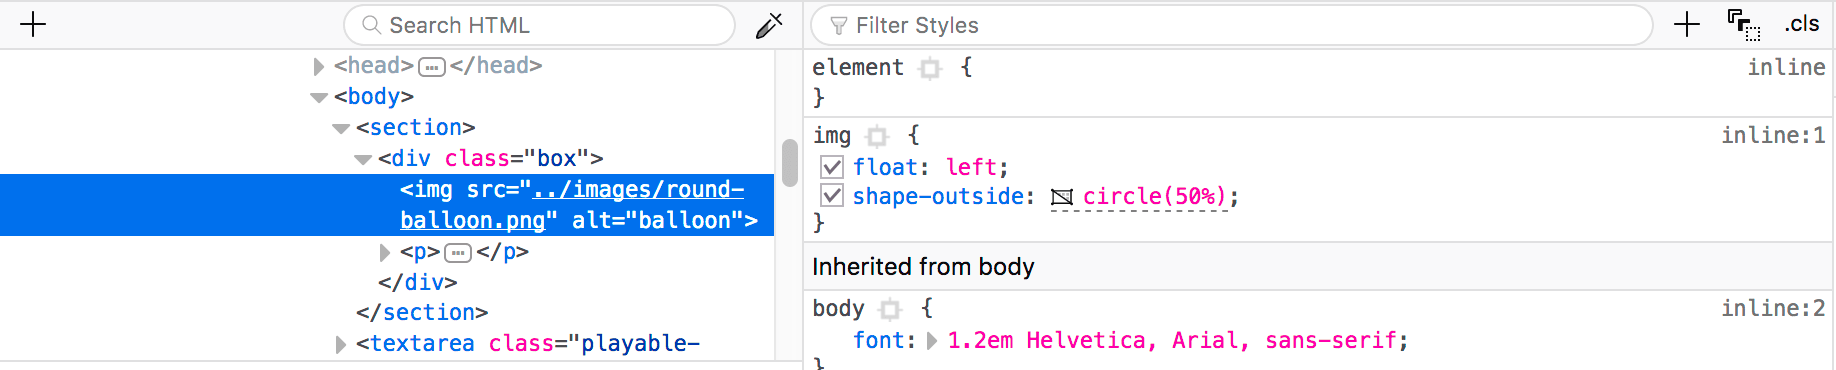 Search HTML
<head> ⋯ </head>
<body>
<section>
<div class="box">
<img src="../images/round-
balloon.png" alt="balloon">
<p> ⋯ </p>
</div>
</section>
<textarea class="playable-
Filter Styles
.cls
element {
inline
}
img {
inline:1
float: left;
shape-outside: circle(50%);
}
Inherited from body
body {
inline:2
font: 1.2em Helvetica, Arial, sans-serif;
}